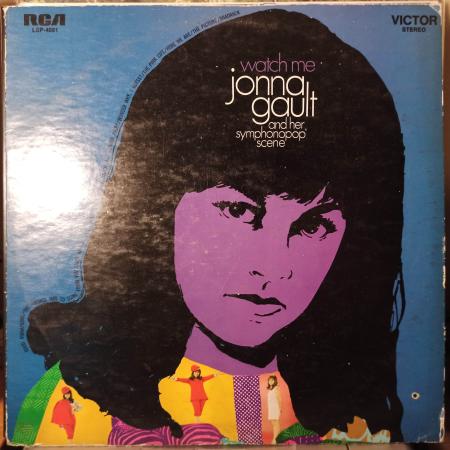 RCA
LSP-4081
VICTOR
STEREO
watch me
jonna
gault
and her
symphonopop
scene